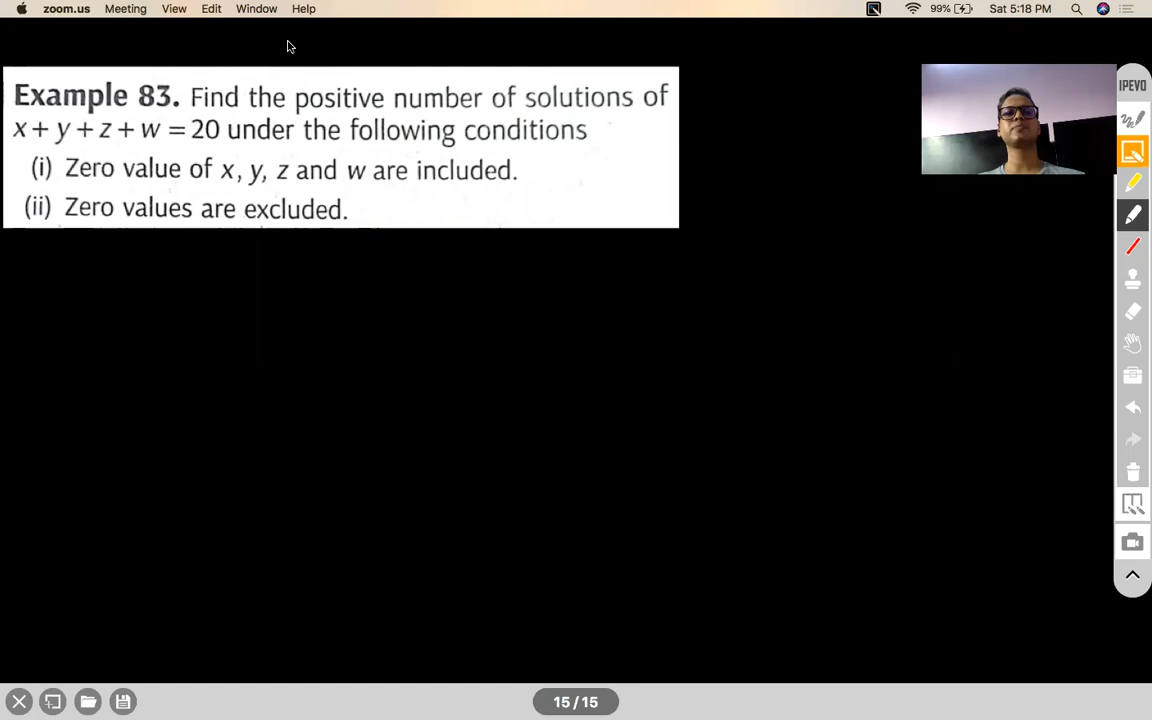 zoom.us Meeting View Edit Window Help 99% Sat 5:18 PM
Example 83. Find the positive number of solutions of
x + y + z + w = 20 under the following conditions
(i) Zero value of x, y, z and w are included.
(ii) Zero values are excluded.
IPEVO
15 / 15